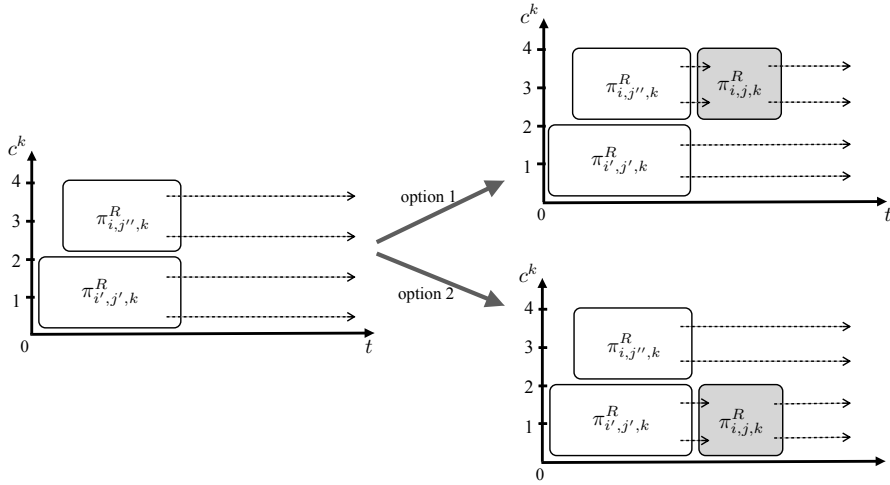 c^k
4
3
2
1
0
π^R_{i,j'',k}
π^R_{i',j',k}
t
option 1
option 2
c^k
4
3
2
1
0
π^R_{i,j'',k}
π^R_{i,j,k}
π^R_{i',j',k}
t
c^k
4
3
2
1
0
π^R_{i,j'',k}
π^R_{i',j',k}
π^R_{i,j,k}